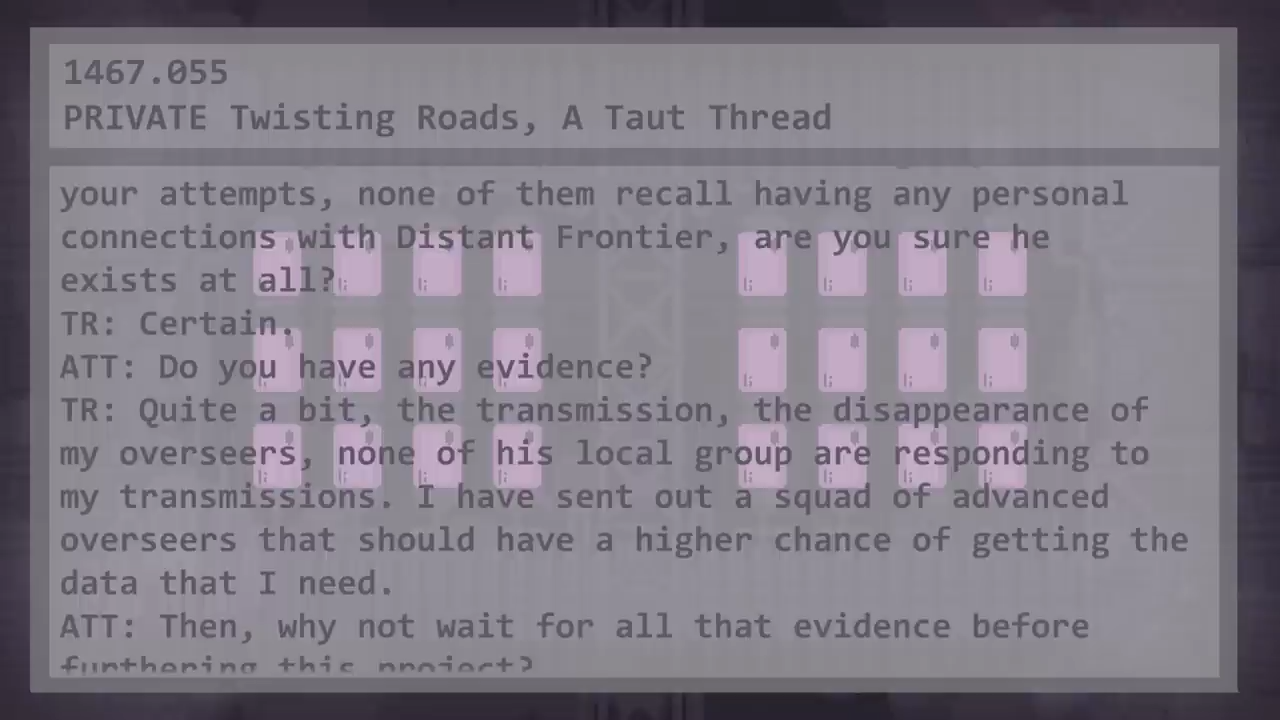 1467.055
PRIVATE Twisting Roads, A Taut Thread
your attempts, none of them recall having any personal
connections with Distant Frontier, are you sure he
exists at all?
TR: Certain.
ATT: Do you have any evidence?
TR: Quite a bit, the transmission, the disappearance of
my overseers, none of his local group are responding to
my transmissions. I have sent out a squad of advanced
overseers that should have a higher chance of getting the
data that I need.
ATT: Then, why not wait for all that evidence before
furthering this project?